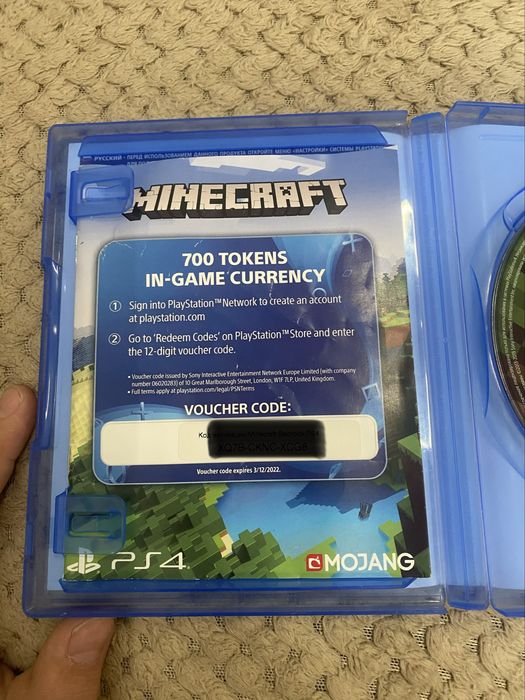 РУССКИЙ - ПЕРЕД ИСПОЛЬЗОВАНИЕМ ДАННОГО ПРОДУКТА ОТКРОЙТЕ МЕНЮ «НАСТРОЙКИ» СИСТЕМЫ
MINECRAFT
700 TOKENS
IN-GAME CURRENCY
1 Sign into PlayStation™Network to create an account
at playstation.com
2 Go to 'Redeem Codes' on PlayStation™Store and enter
the 12-digit voucher code.
• Voucher code issued by Sony Interactive Entertainment Network Europe Limited (with company
number 06020283) of 10 Great Marlborough Street, London, W1F 7LP, United Kingdom.
• Full terms apply at playstation.com/legal/PSNTerms
VOUCHER CODE:
Voucher code expires 3/12/2022.
PS4
MOJANG